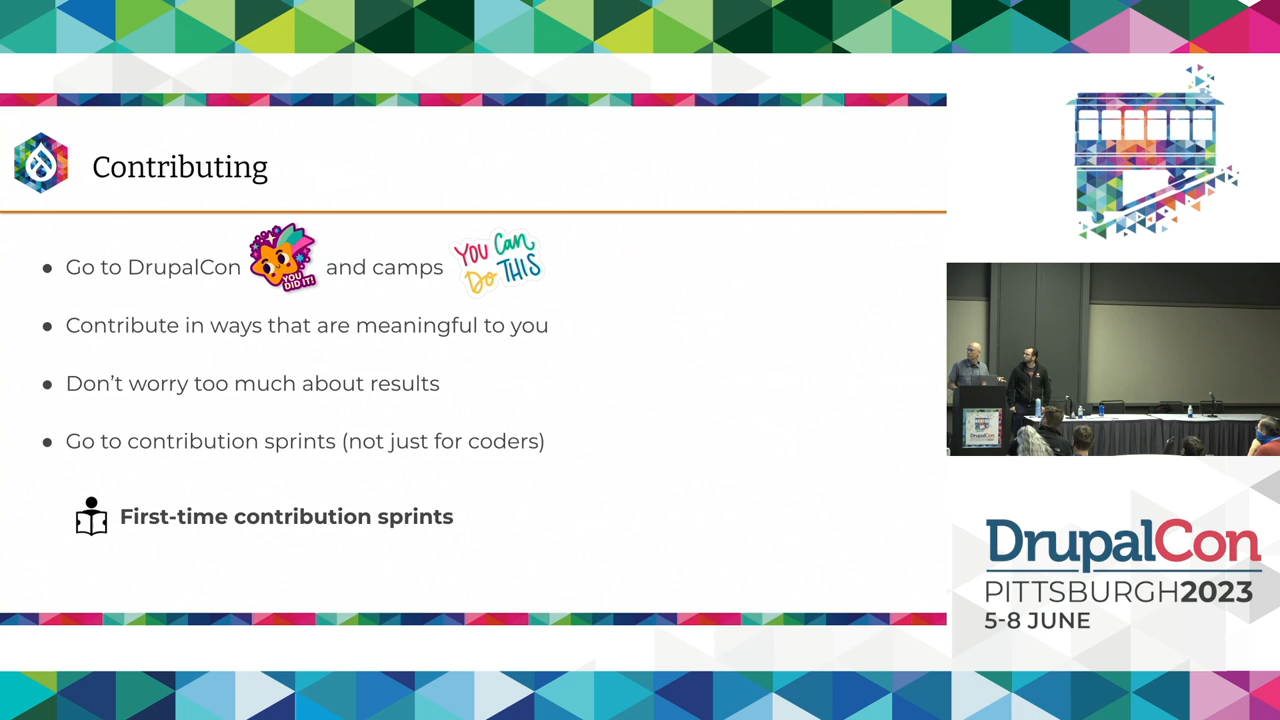 Contributing
Go to DrupalCon YOU DID IT! and camps YOU Can Do THIS
Contribute in ways that are meaningful to you
Don't worry too much about results
Go to contribution sprints (not just for coders)
First-time contribution sprints
DrupalCon
DrupalCon
PITTSBURGH2023
5-8 JUNE